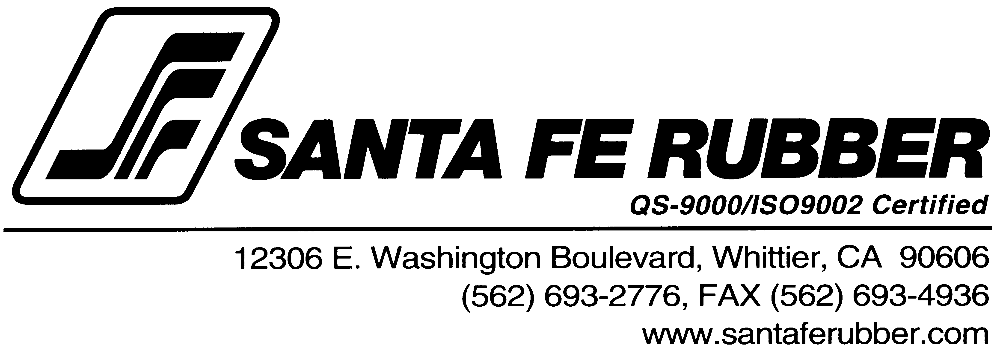 SF
SANTA FE RUBBER
QS-9000/ISO9002 Certified
12306 E. Washington Boulevard, Whittier, CA  90606
(562) 693-2776, FAX (562) 693-4936
www.santaferubber.com